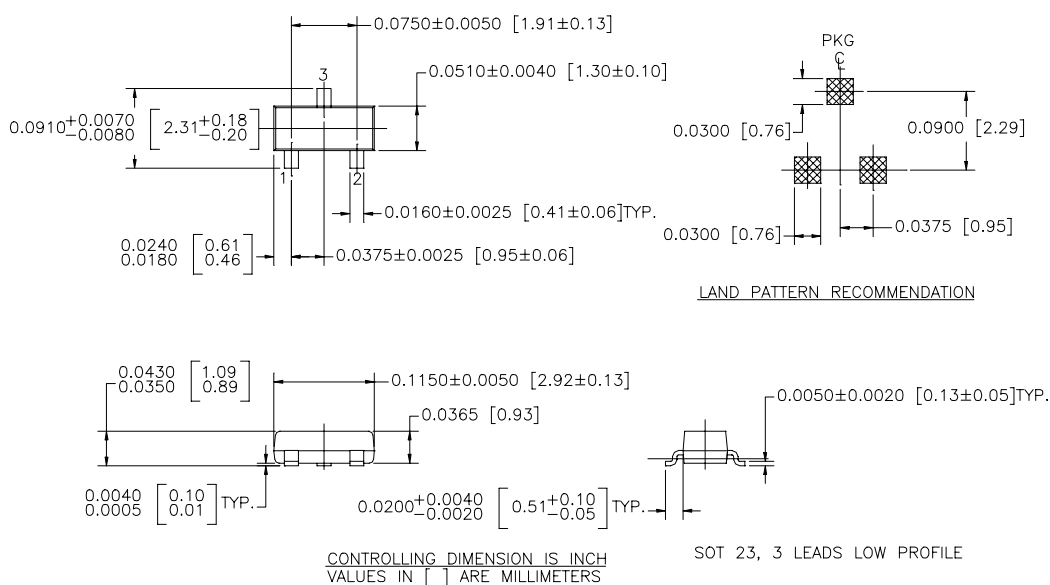 0.0750±0.0050 [1.91±0.13]
3
0.0510±0.0040 [1.30±0.10]
0.0910+0.0070
-0.0080 [2.31+0.18
-0.20]
1
2
0.0160±0.0025 [0.41±0.06]TYP.
0.0240 [0.61
0.0180 0.46]
0.0375±0.0025 [0.95±0.06]
PKG
℄
0.0300 [0.76]
0.0900 [2.29]
0.0300 [0.76]
0.0375 [0.95]
LAND PATTERN RECOMMENDATION
0.0430 [1.09
0.0350 0.89]
0.1150±0.0050 [2.92±0.13]
0.0365 [0.93]
0.0040 [0.10
0.0005 0.01] TYP.
0.0050±0.0020 [0.13±0.05]TYP.
0.0200+0.0040
-0.0020 [0.51+0.10
-0.05] TYP.
CONTROLLING DIMENSION IS INCH
VALUES IN [ ] ARE MILLIMETERS
SOT 23, 3 LEADS LOW PROFILE